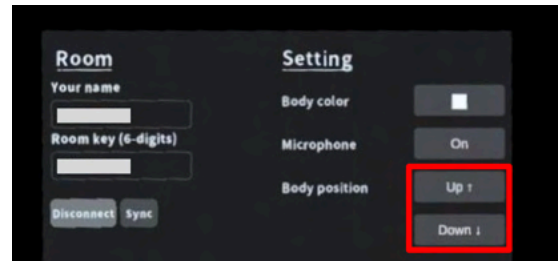 Room
Your name
Room key (6-digits)
Disconnect Sync
Setting
Body color
Microphone On
Body position Up ↑
Down ↓